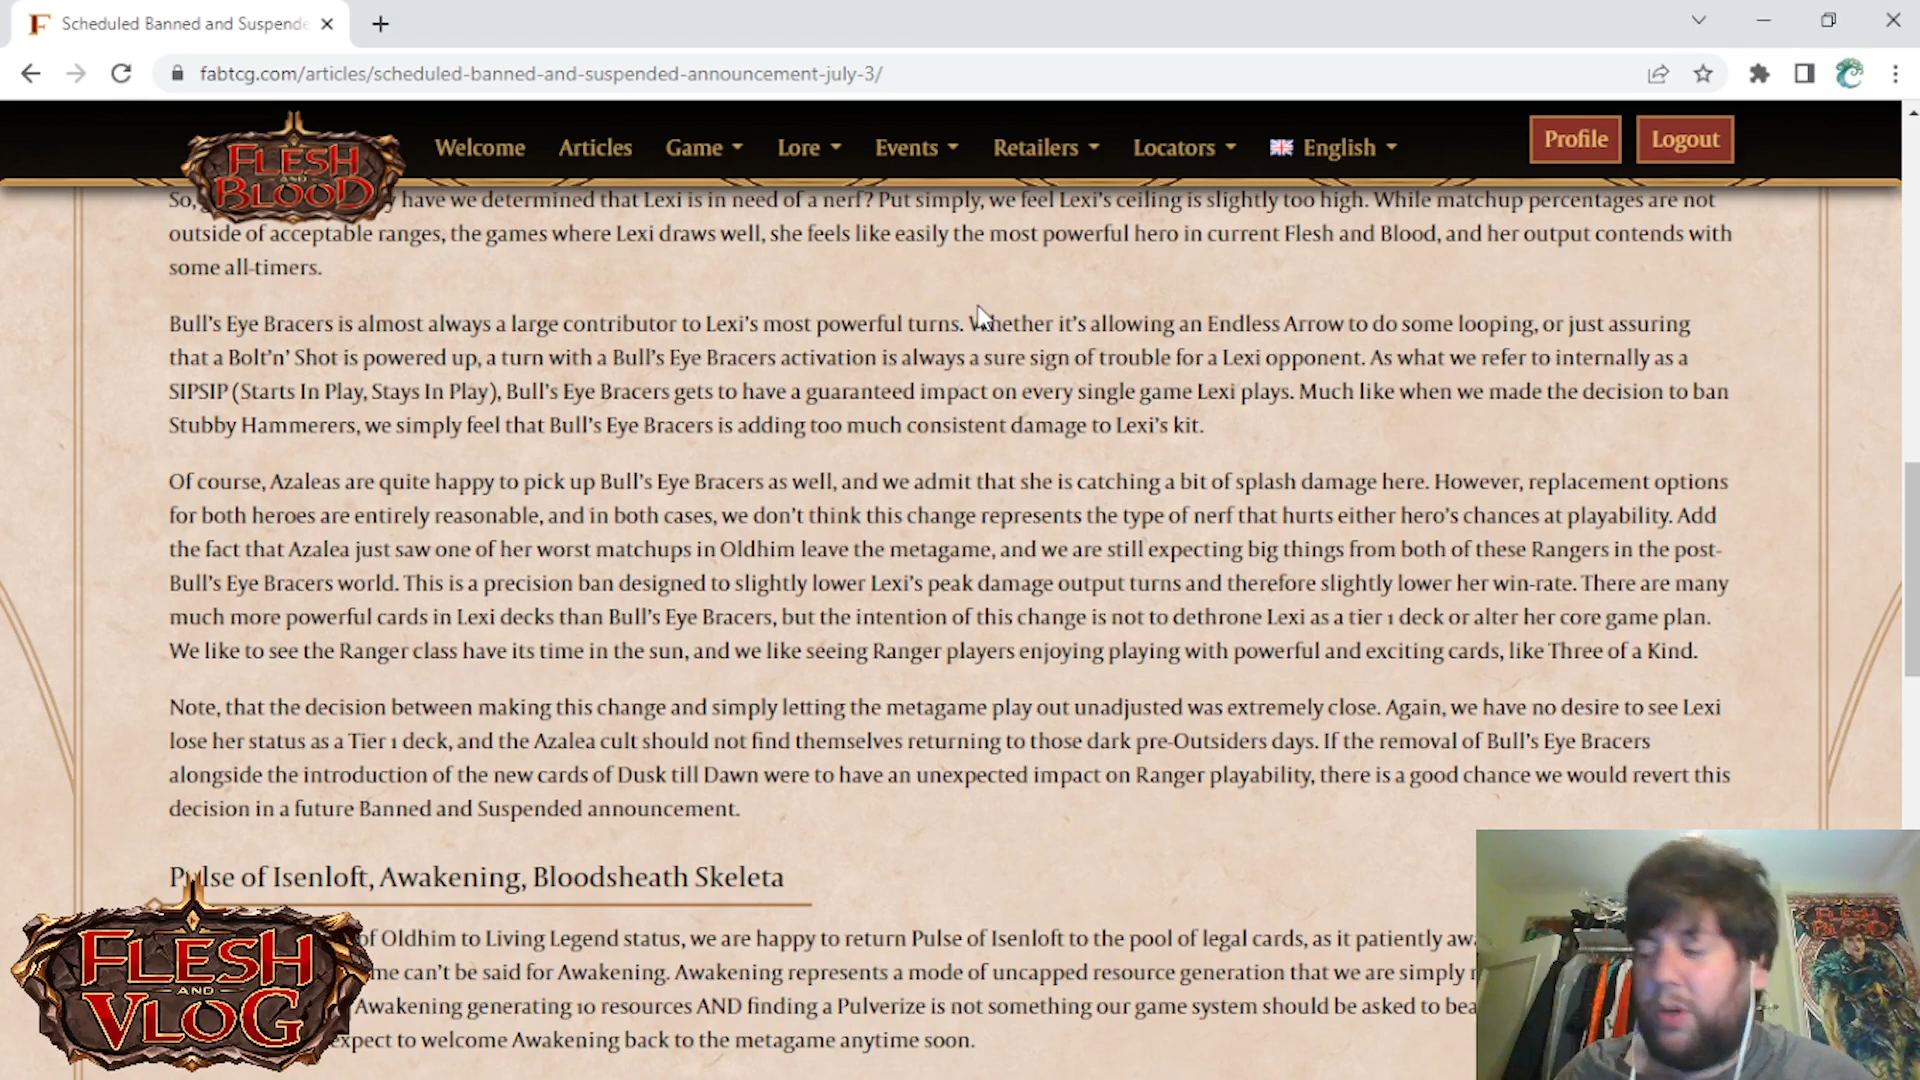 Scheduled Banned and Suspende
fabtcg.com/articles/scheduled-banned-and-suspended-announcement-july-3/
FLESH AND BLOOD
Welcome Articles Game Lore Events Retailers Locators English Profile Logout
So, have we determined that Lexi is in need of a nerf? Put simply, we feel Lexi's ceiling is slightly too high. While matchup percentages are not
outside of acceptable ranges, the games where Lexi draws well, she feels like easily the most powerful hero in current Flesh and Blood, and her output contends with
some all-timers.
Bull's Eye Bracers is almost always a large contributor to Lexi's most powerful turns. Whether it's allowing an Endless Arrow to do some looping, or just assuring
that a Bolt'n' Shot is powered up, a turn with a Bull's Eye Bracers activation is always a sure sign of trouble for a Lexi opponent. As what we refer to internally as a
SIPSIP (Starts In Play, Stays In Play), Bull's Eye Bracers gets to have a guaranteed impact on every single game Lexi plays. Much like when we made the decision to ban
Stubby Hammerers, we simply feel that Bull's Eye Bracers is adding too much consistent damage to Lexi's kit.
Of course, Azaleas are quite happy to pick up Bull's Eye Bracers as well, and we admit that she is catching a bit of splash damage here. However, replacement options
for both heroes are entirely reasonable, and in both cases, we don't think this change represents the type of nerf that hurts either hero's chances at playability. Add
the fact that Azalea just saw one of her worst matchups in Oldhim leave the metagame, and we are still expecting big things from both of these Rangers in the post-
Bull's Eye Bracers world. This is a precision ban designed to slightly lower Lexi's peak damage output turns and therefore slightly lower her win-rate. There are many
much more powerful cards in Lexi decks than Bull's Eye Bracers, but the intention of this change is not to dethrone Lexi as a tier 1 deck or alter her core game plan.
We like to see the Ranger class have its time in the sun, and we like seeing Ranger players enjoying playing with powerful and exciting cards, like Three of a Kind.
Note, that the decision between making this change and simply letting the metagame play out unadjusted was extremely close. Again, we have no desire to see Lexi
lose her status as a Tier 1 deck, and the Azalea cult should not find themselves returning to those dark pre-Outsiders days. If the removal of Bull's Eye Bracers
alongside the introduction of the new cards of Dusk till Dawn were to have an unexpected impact on Ranger playability, there is a good chance we would revert this
decision in a future Banned and Suspended announcement.
Pulse of Isenloft, Awakening, Bloodsheath Skeleta
of Oldhim to Living Legend status, we are happy to return Pulse of Isenloft to the pool of legal cards, as it patiently
me can't be said for Awakening. Awakening represents a mode of uncapped resource generation that we are simply
Awakening generating 10 resources AND finding a Pulverize is not something our game system should be asked to
expect to welcome Awakening back to the metagame anytime soon.
FLESH AND VLOG
FLESH AND BLOOD